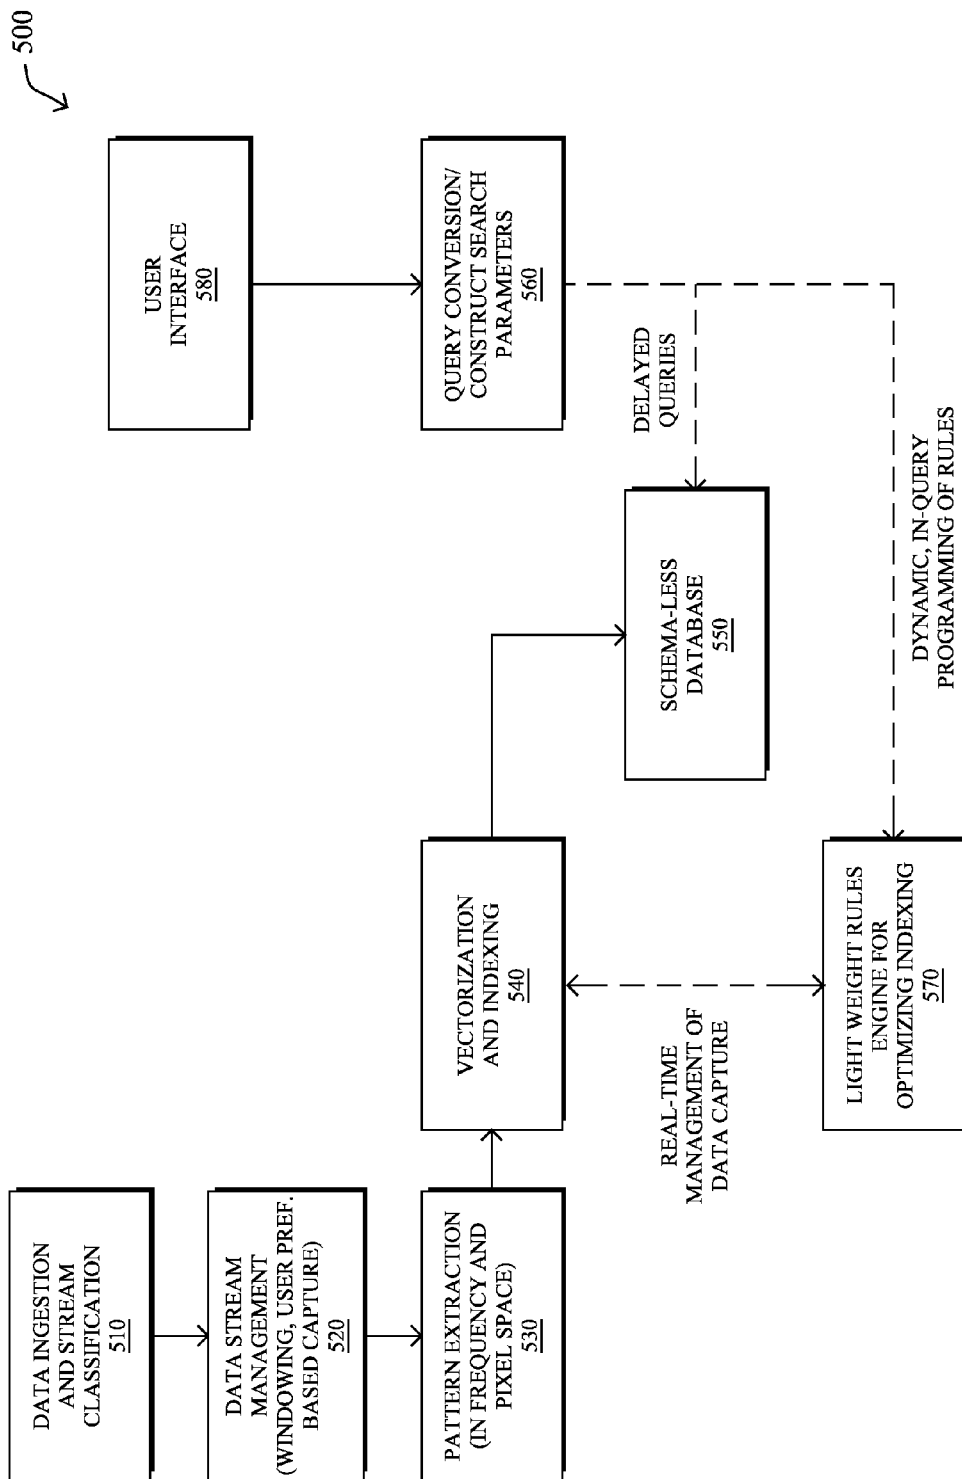 500
DATA INGESTION
AND STREAM
CLASSIFICATION
510
DATA STREAM
MANAGEMENT
(WINDOWING, USER PREF.
BASED CAPTURE)
520
PATTERN EXTRACTION
(IN FREQUENCY AND
PIXEL SPACE)
530
VECTORIZATION
AND INDEXING
540
REAL-TIME
MANAGEMENT OF
DATA CAPTURE
LIGHT WEIGHT RULES
ENGINE FOR
OPTIMIZING INDEXING
570
SCHEMA-LESS
DATABASE
550
USER
INTERFACE
580
QUERY CONVERSION/
CONSTRUCT SEARCH
PARAMETERS
560
DELAYED
QUERIES
DYNAMIC, IN-QUERY
PROGRAMMING OF RULES